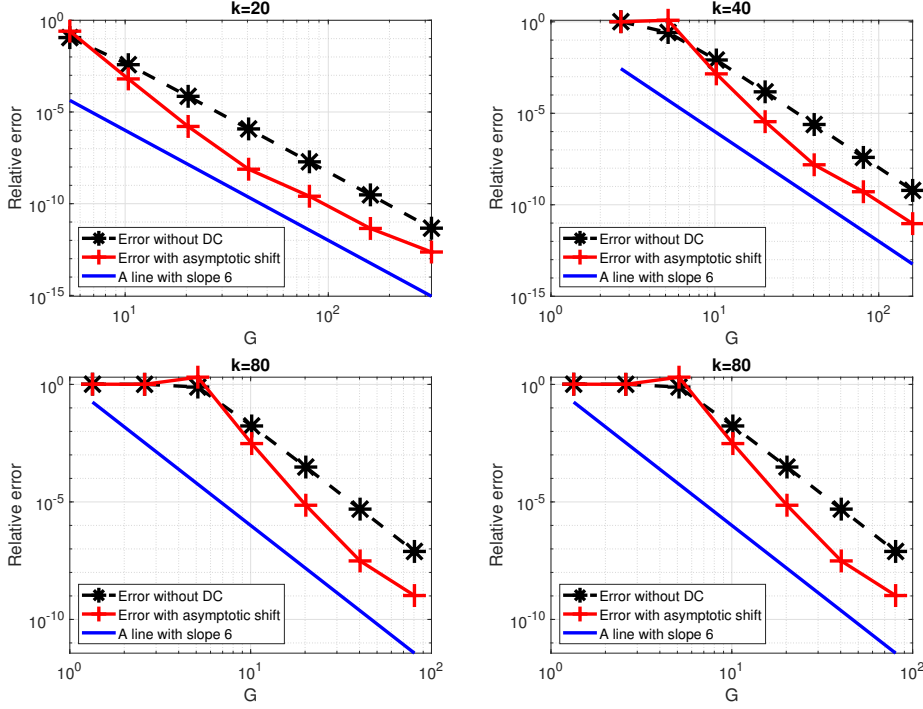 k=20
10^0
10^-5
10^-10
10^-15
Relative error
Error without DC
Error with asymptotic shift
A line with slope 6
10^1
10^2
G
k=40
10^0
10^-5
10^-10
10^-15
Relative error
Error without DC
Error with asymptotic shift
A line with slope 6
10^0
10^1
10^2
G
k=80
10^0
10^-5
10^-10
Relative error
Error without DC
Error with asymptotic shift
A line with slope 6
10^0
10^1
10^2
G
k=80
10^0
10^-5
10^-10
Relative error
Error without DC
Error with asymptotic shift
A line with slope 6
10^0
10^1
10^2
G